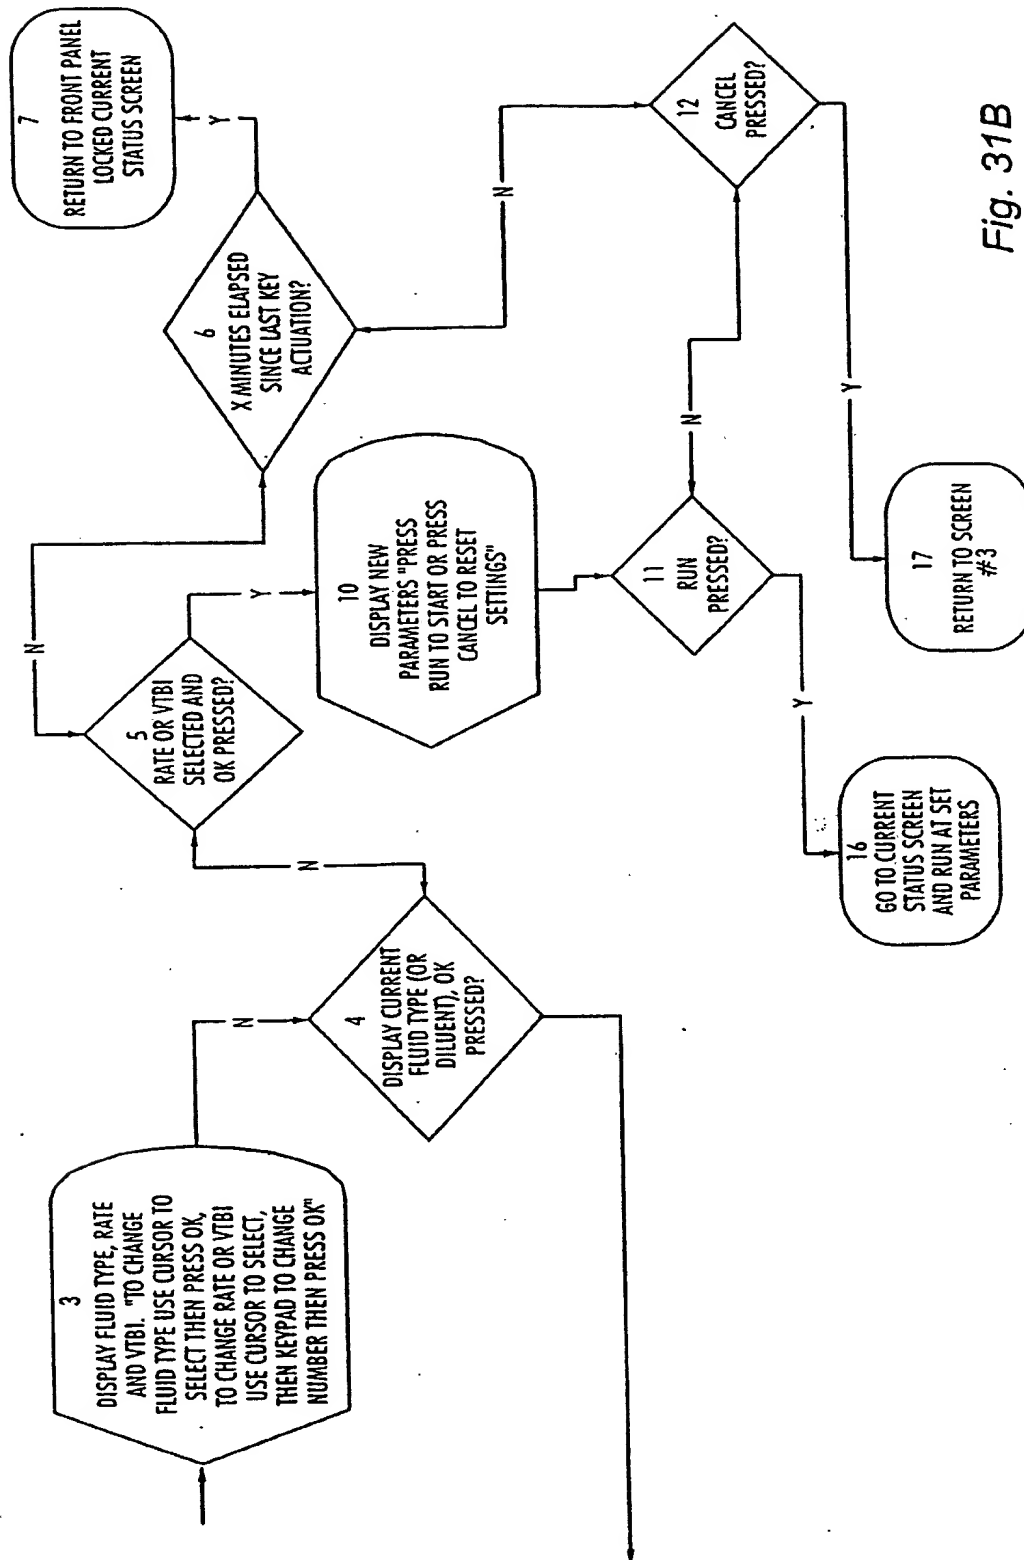 3
DISPLAY FLUID TYPE, RATE
AND VTBI. "TO CHANGE
FLUID TYPE USE CURSOR TO
SELECT THEN PRESS OK,
TO CHANGE RATE OR VTBI
USE CURSOR TO SELECT,
THEN KEYPAD TO CHANGE
NUMBER THEN PRESS OK"
N
4
DISPLAY CURRENT
FLUID TYPE (OR
DILUENT), OK
PRESSED?
N
5
RATE OR VTBI
SELECTED AND
OK PRESSED?
N
Y
6
X MINUTES ELAPSED
SINCE LAST KEY
ACTUATION?
Y
7
RETURN TO FRONT PANEL
LOCKED CURRENT
STATUS SCREEN
N
10
DISPLAY NEW
PARAMETERS "PRESS
RUN TO START OR PRESS
CANCEL TO RESET
SETTINGS"
11
RUN
PRESSED?
N
Y
12
CANCEL
PRESSED?
Y
16
GO TO CURRENT
STATUS SCREEN
AND RUN AT SET
PARAMETERS
17
RETURN TO SCREEN
#3
Fig. 31B